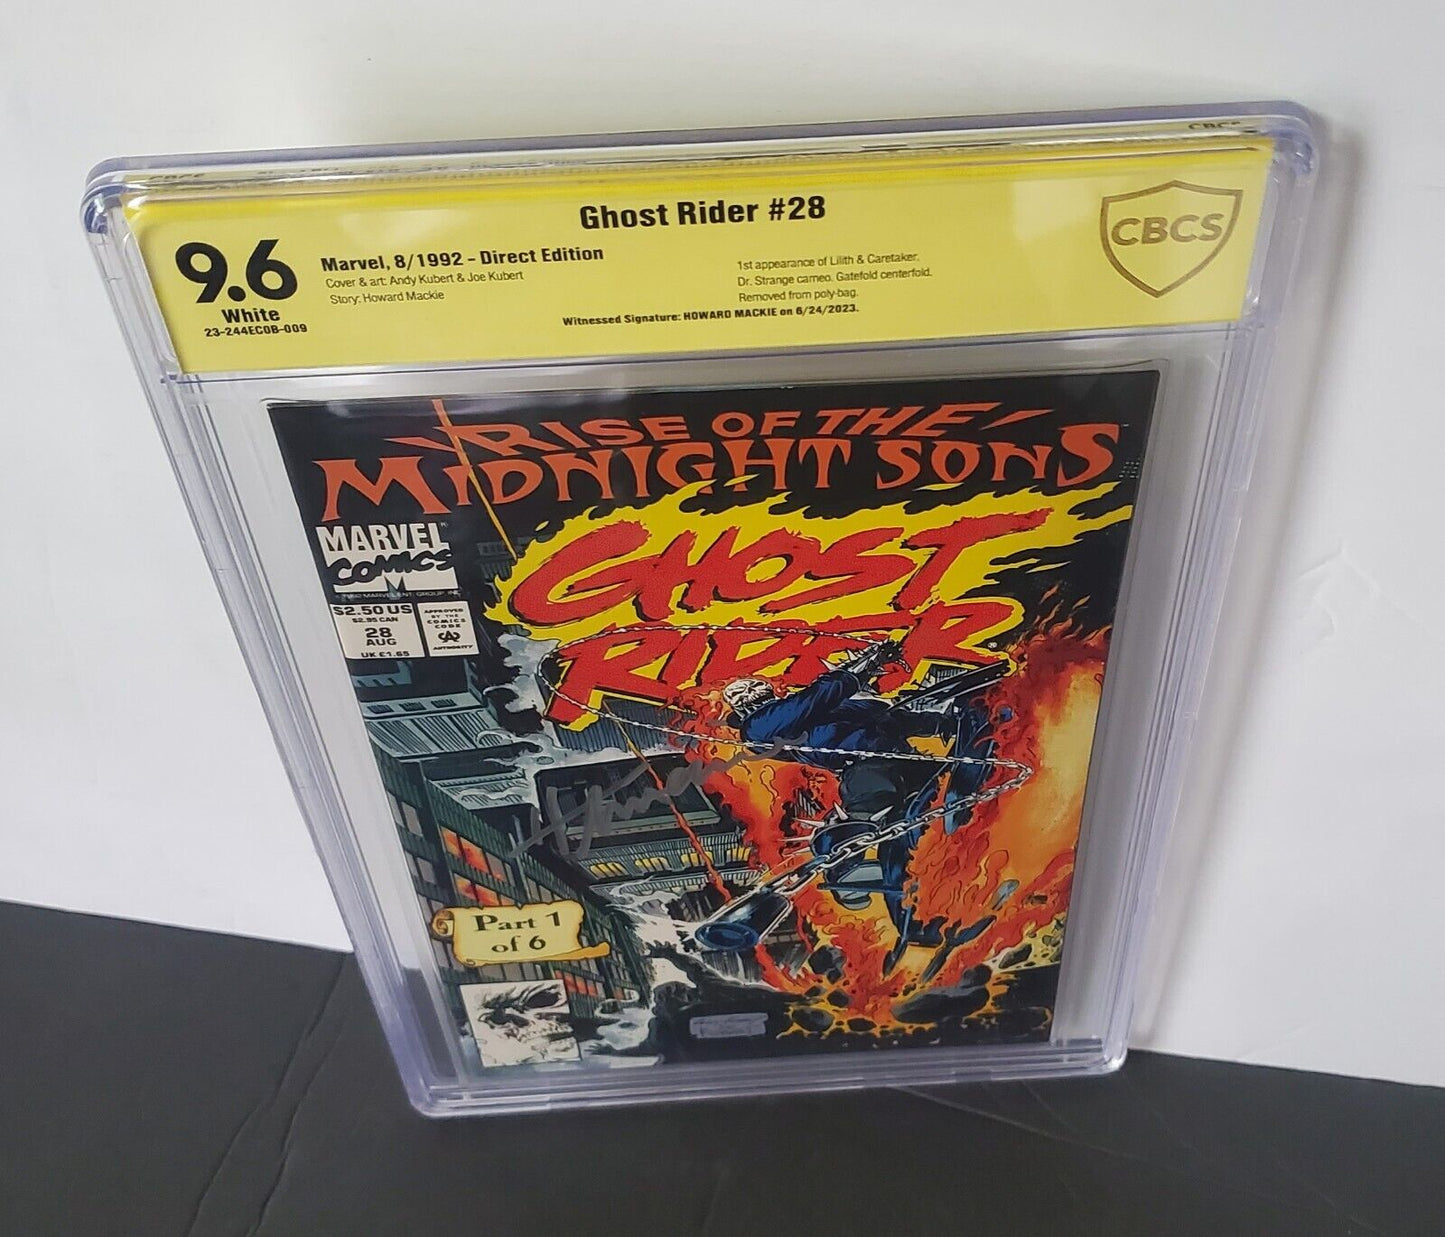 CBCS
Ghost Rider #28
9.6
White
23-244EC0B-009
Marvel, 8/1992 - Direct Edition
Cover & art: Andy Kubert & Joe Kubert
Story: Howard Mackie
1st appearance of Lilith & Caretaker.
Dr. Strange cameo. Gatefold centerfold.
Removed from poly-bag.
Witnessed Signature: HOWARD MACKIE on 6/24/2023.
CBCS
RISE OF THE
MIDNIGHT SONS
MARVEL
COMICS
$2.50 US
$2.95 CAN
28
AUG
UK £1.65
APPROVED
BY THE
COMICS
CODE
CA
AUTHORITY
GHOST
RIDER
Part 1
of 6